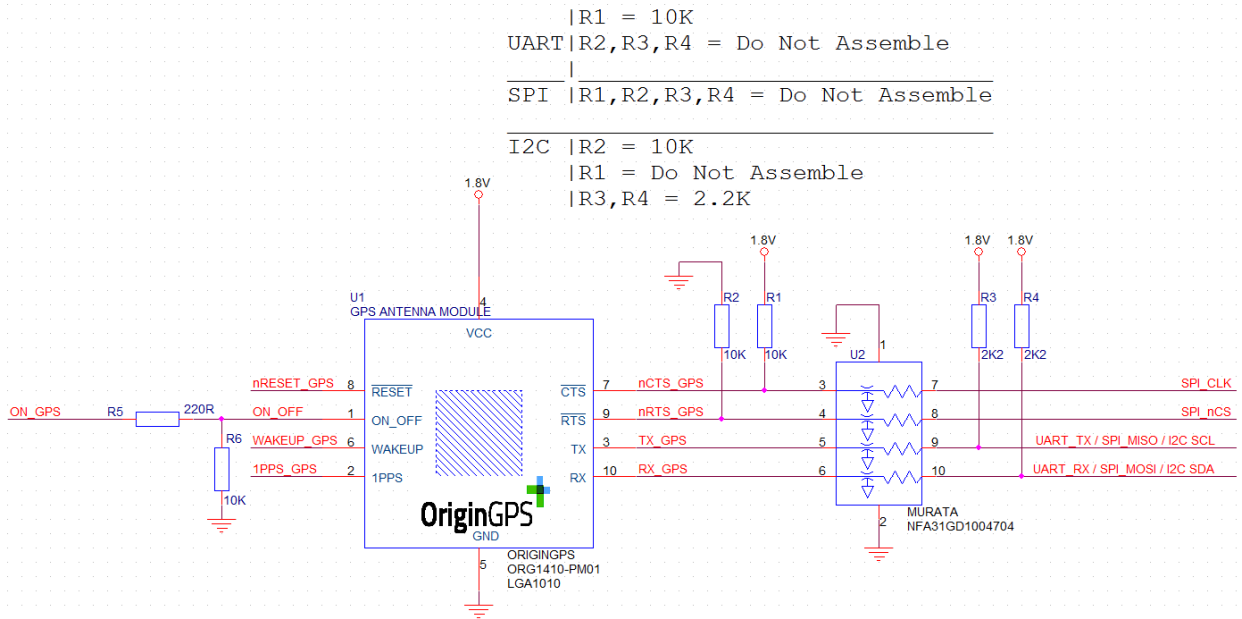 |R1 = 10K
UART|R2,R3,R4 = Do Not Assemble
|
SPI |R1,R2,R3,R4 = Do Not Assemble
I2C |R2 = 10K
|R1 = Do Not Assemble
|R3,R4 = 2.2K
1.8V
1.8V
1.8V
1.8V
U1
GPS ANTENNA MODULE
4
VCC
R2
R1
R3
R4
10K
10K
2K2
2K2
U2
1
nRESET_GPS 8 RESET
CTS 7 nCTS_GPS 3
7 SPI_CLK
ON_GPS R5 220R ON_OFF 1 ON_OFF
RTS 9 nRTS_GPS 4
8 SPI_nCS
R6 WAKEUP_GPS 6 WAKEUP
TX 3 TX_GPS 5
9 UART_TX / SPI_MISO / I2C SCL
1PPS_GPS 2 1PPS
RX 10 RX_GPS 6
10 UART_RX / SPI_MOSI / I2C SDA
10K
OriginGPS
GND
5
ORIGINGPS
ORG1410-PM01
LGA1010
2
MURATA
NFA31GD1004704